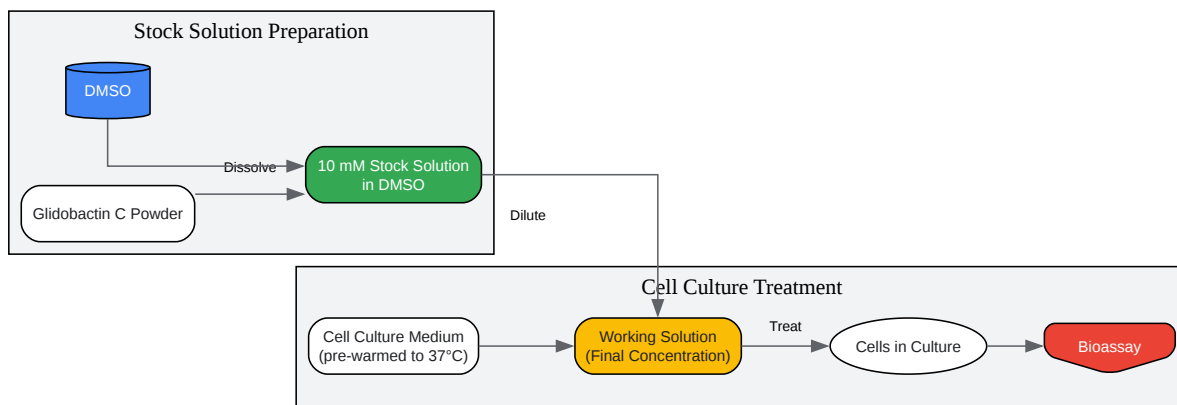 Stock Solution Preparation
DMSO
Dissolve
10 mM Stock Solution
in DMSO
Glidobactin C Powder
Dilute
Cell Culture Treatment
Cell Culture Medium
(pre-warmed to 37°C)
Working Solution
(Final Concentration)
Treat
Cells in Culture
Bioassay